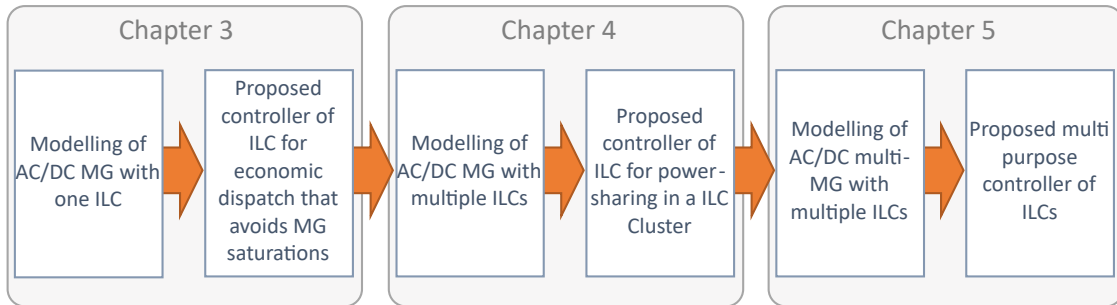 Chapter 3
Modelling of
AC/DC MG with
one ILC
Proposed
controller of
ILC for
economic
dispatch that
avoids MG
saturations
Chapter 4
Modelling of
AC/DC MG with
multiple ILCs
Proposed
controller of
ILC for power-
sharing in a ILC
Cluster
Chapter 5
Modelling of
AC/DC multi-
MG with
multiple ILCs
Proposed multi
purpose
controller of
ILCs